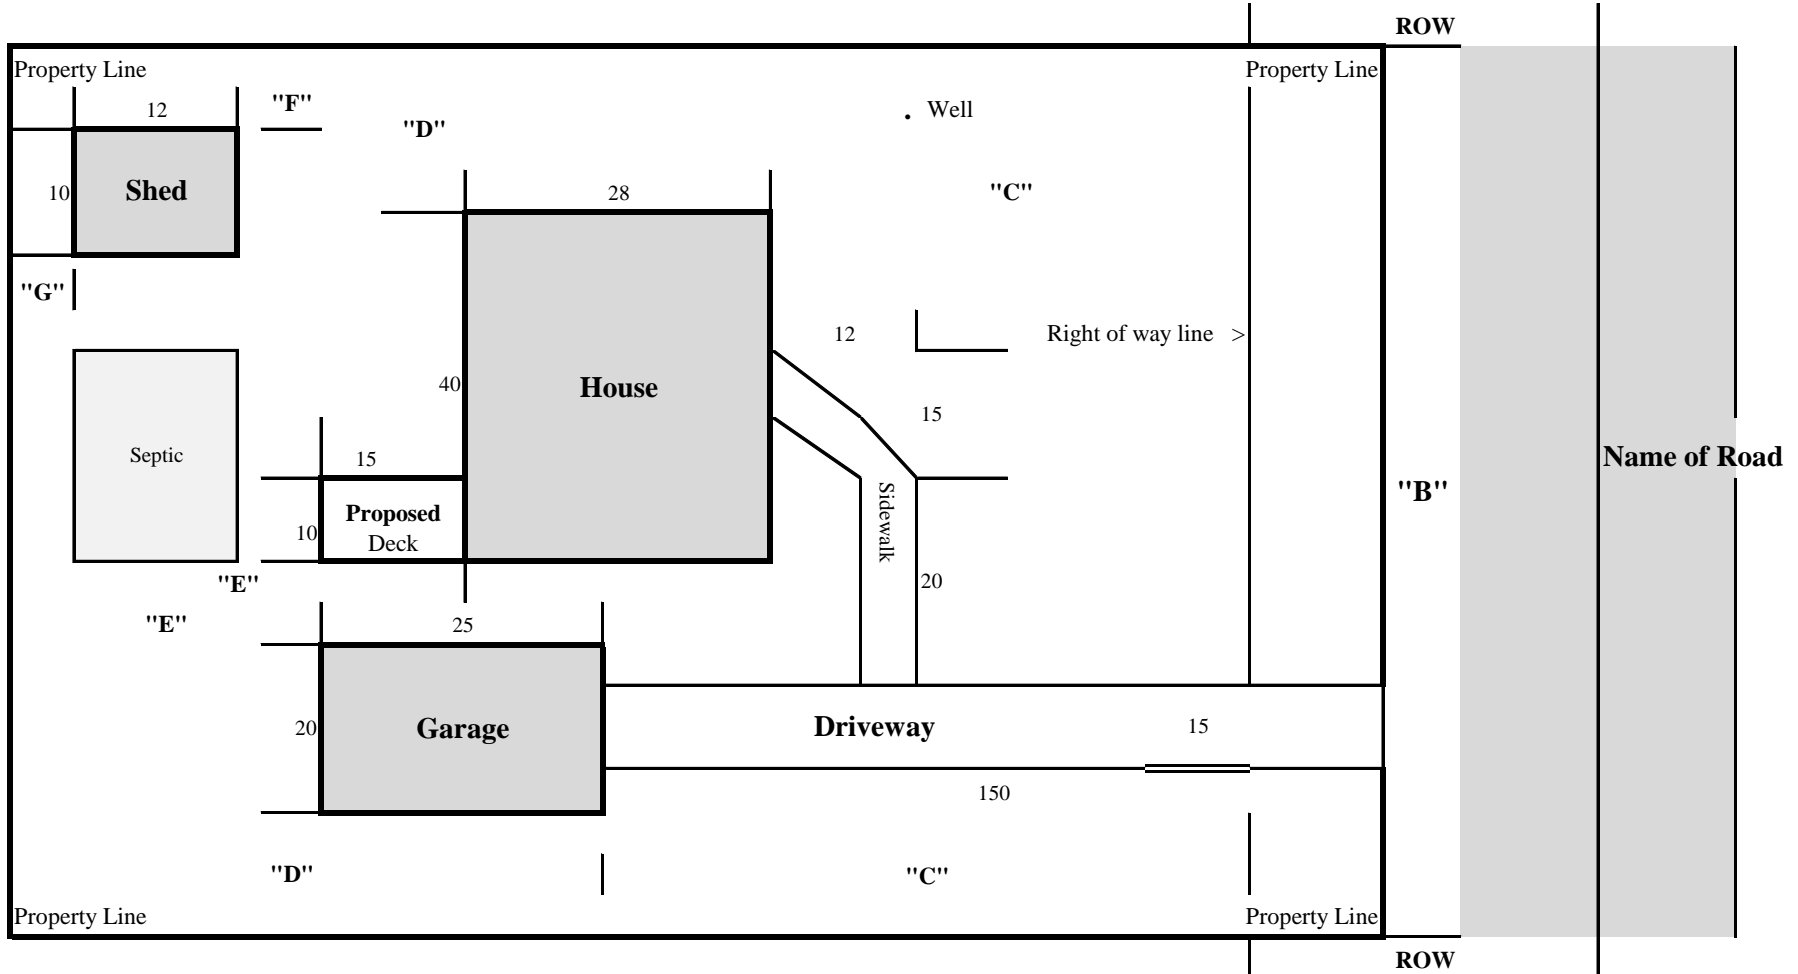 ROW
Property Line
Property Line
12
"F"
"D"
. Well
10
Shed
28
"C"
"G"
12
Right of way line >
40
House
15
Septic
15
Name of Road
"B"
Sidewalk
10
Proposed
Deck
"E"
20
"E"
25
20
Garage
Driveway
15
150
"D"
"C"
Property Line
Property Line
ROW